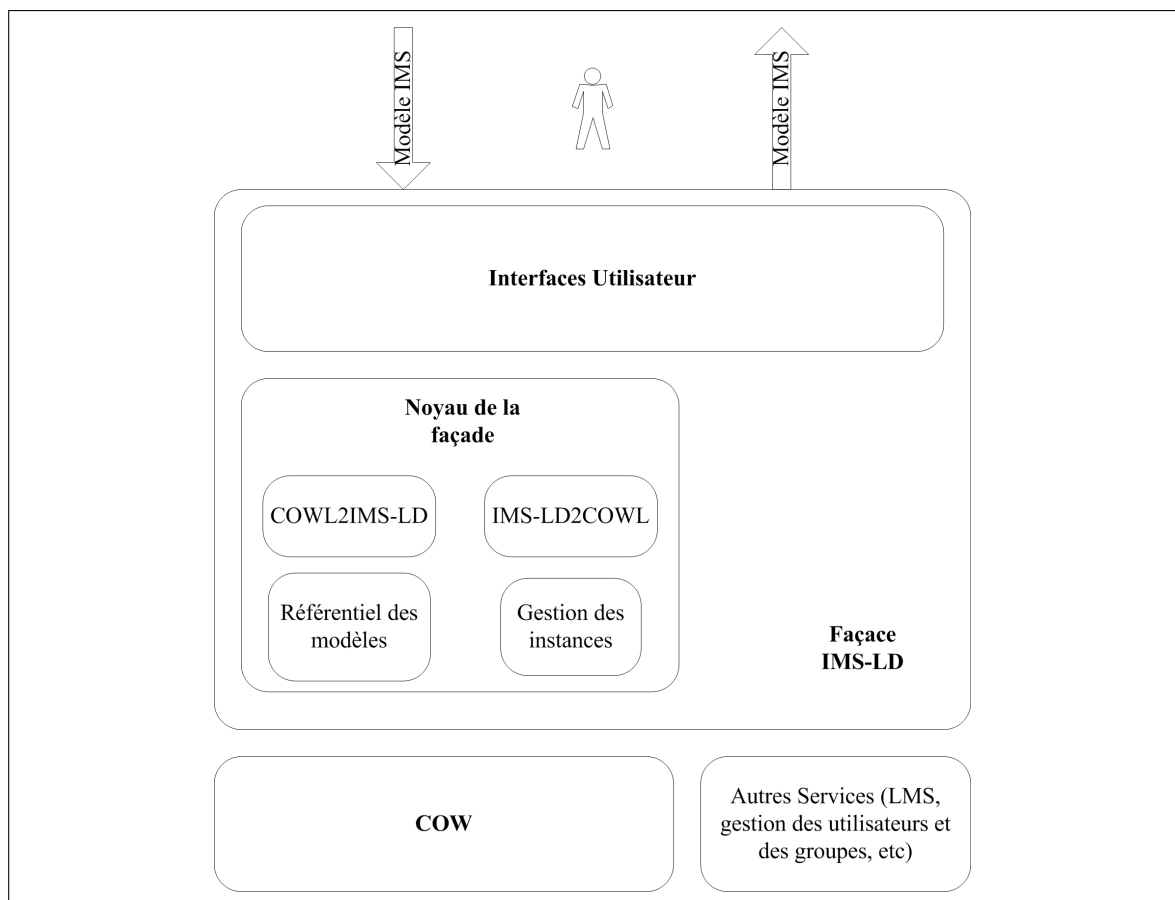 Modèle IMS
Modèle IMS
Interfaces Utilisateur
Noyau de la
façade
COWL2IMS-LD
IMS-LD2COWL
Référentiel des
modèles
Gestion des
instances
Façace
IMS-LD
COW
Autres Services (LMS,
gestion des utilisateurs et
des groupes, etc)